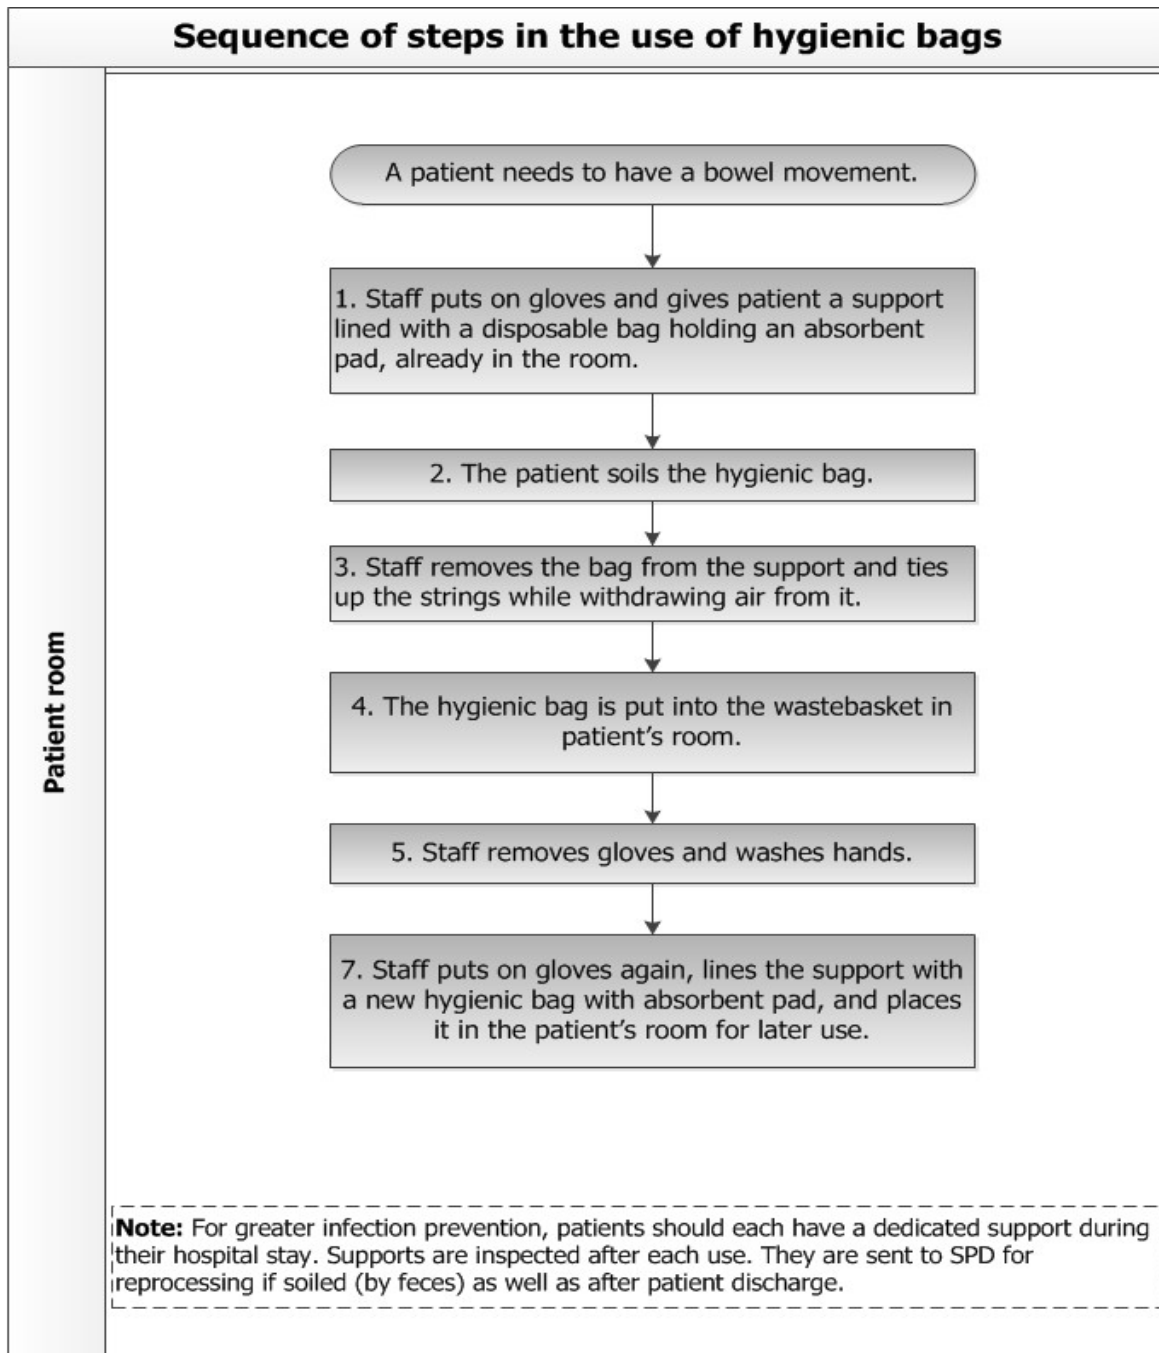 Sequence of steps in the use of hygienic bags
Patient room
A patient needs to have a bowel movement.
1. Staff puts on gloves and gives patient a support
lined with a disposable bag holding an absorbent
pad, already in the room.
2. The patient soils the hygienic bag.
3. Staff removes the bag from the support and ties
up the strings while withdrawing air from it.
4. The hygienic bag is put into the wastebasket in
patient’s room.
5. Staff removes gloves and washes hands.
7. Staff puts on gloves again, lines the support with
a new hygienic bag with absorbent pad, and places
it in the patient’s room for later use.
Note: For greater infection prevention, patients should each have a dedicated support during
their hospital stay. Supports are inspected after each use. They are sent to SPD for
reprocessing if soiled (by feces) as well as after patient discharge.